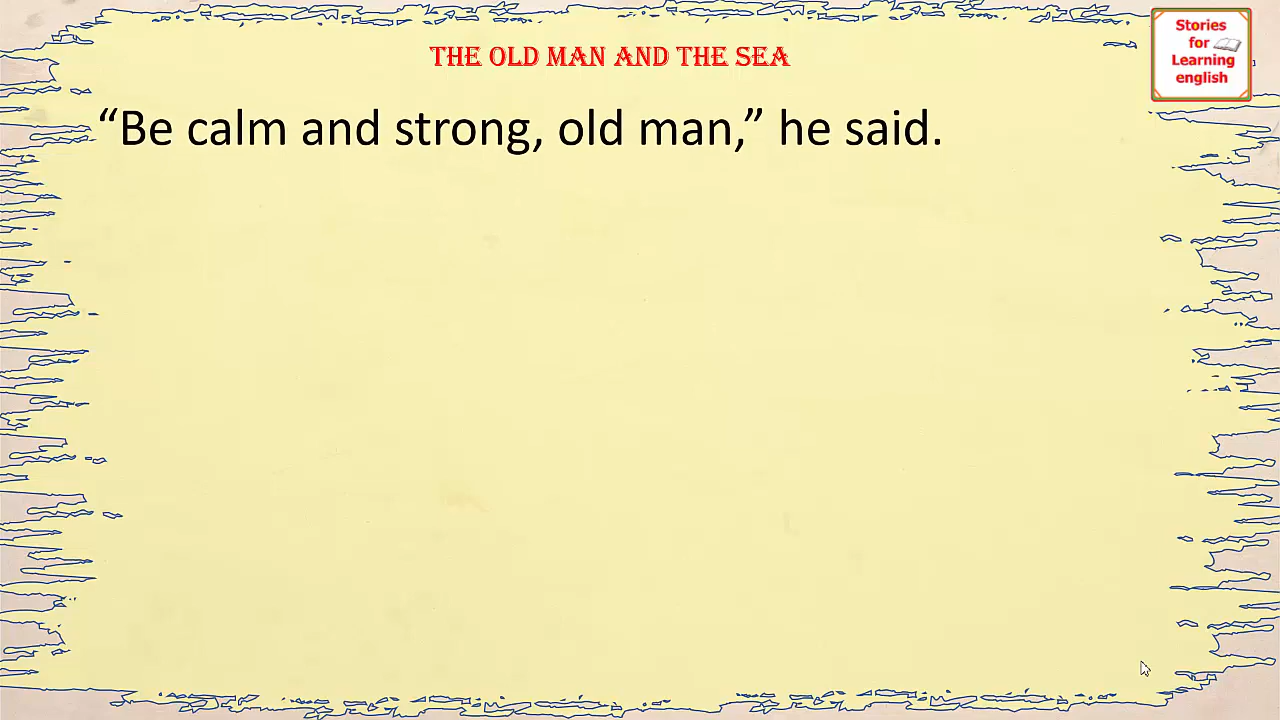 THE OLD MAN AND THE SEA
“Be calm and strong, old man,” he said.
Stories
for
Learning
english